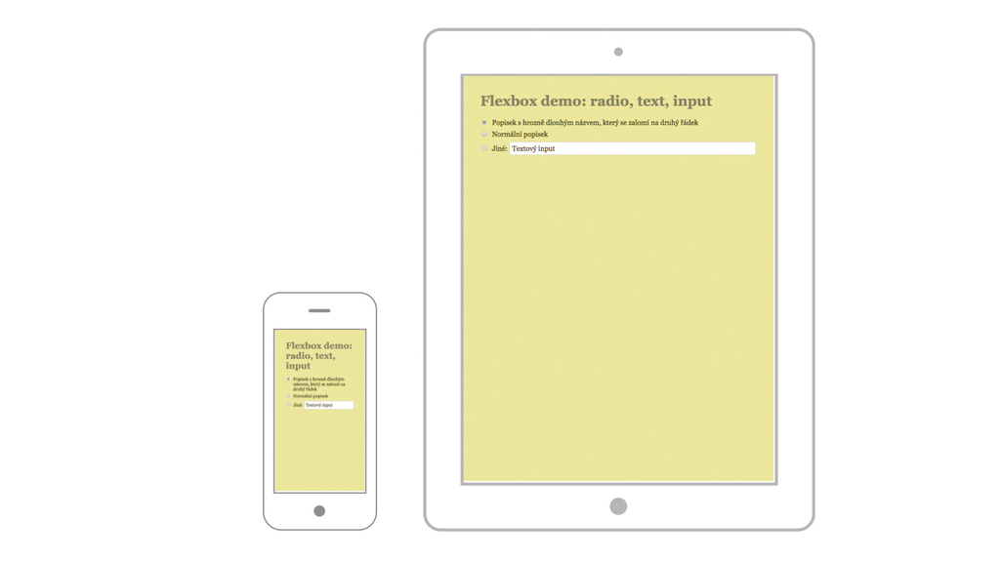 Flexbox demo: radio, text, input
Popisek s hrozně dlouhým názvem, který se zalomí na druhý řádek
Normální popisek
Jiné: Textový input
Flexbox demo:
radio, text,
input
Popisek s hrozně dlouhým
názvem, který se zalomí na
druhý řádek
Normální popisek
Jiné: Textový input